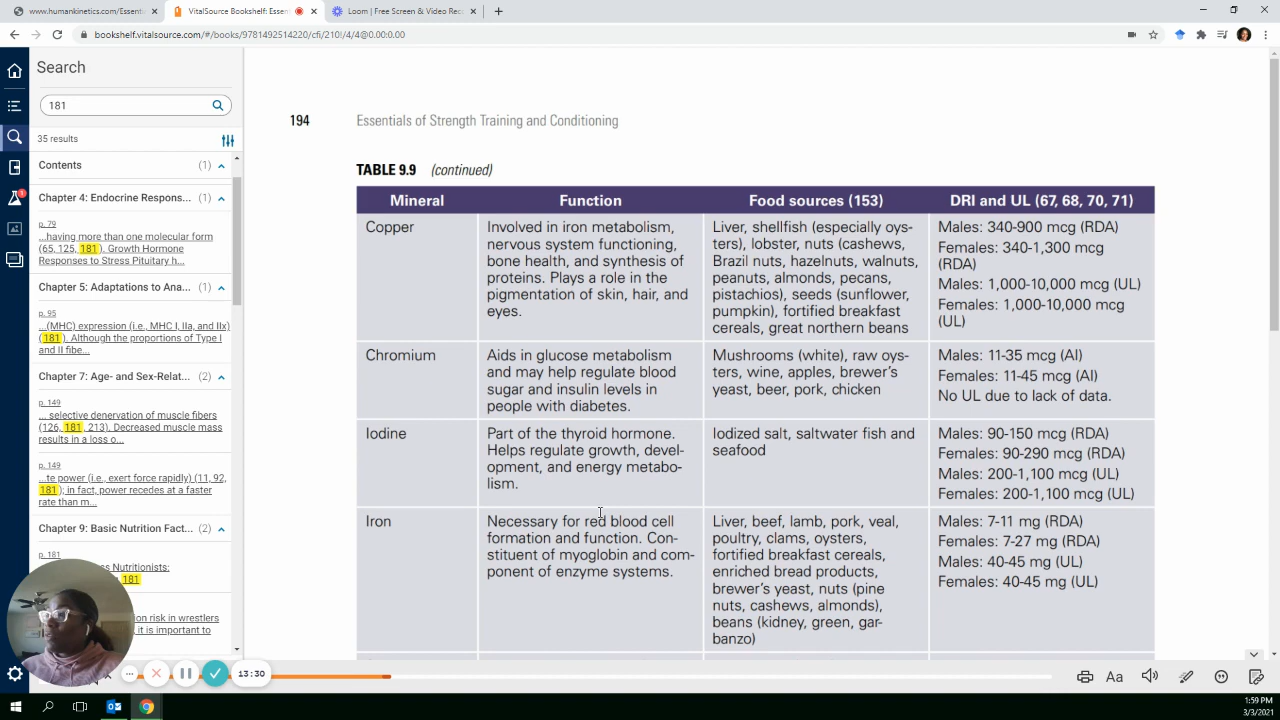 www.humankinetics.com/Essenti
VitalSource Bookshelf: Essen
Loom | Free Screen & Video Rec
bookshelf.vitalsource.com/#/books/9781492514220/cfi/210!/4/4@0.00:0.00
Search
181
35 results
Contents (1)
Chapter 4: Endocrine Respons... (1)
p. 79
...having more than one molecular form
(65, 125, 181). Growth Hormone
Responses to Stress Pituitary h...
Chapter 5: Adaptations to Ana... (1)
p. 95
...(MHC) expression (i.e., MHC I, IIa, and IIx)
(181). Although the proportions of Type I
and II fibe...
Chapter 7: Age- and Sex-Relat... (2)
p. 149
... selective denervation of muscle fibers
(126, 181, 213). Decreased muscle mass
results in a loss o...
p. 149
...te power (i.e., exert force rapidly) (11, 92,
181); in fact, power recedes at a faster
rate than m...
Chapter 9: Basic Nutrition Fact... (2)
p. 181
Nutritionists:
181
risk in wrestlers
it is important to
13:30
194 Essentials of Strength Training and Conditioning
TABLE 9.9 (continued)
Mineral Function Food sources (153) DRI and UL (67, 68, 70, 71)
Copper
Involved in iron metabolism,
nervous system functioning,
bone health, and synthesis of
proteins. Plays a role in the
pigmentation of skin, hair, and
eyes.
Liver, shellfish (especially oys-
ters), lobster, nuts (cashews,
Brazil nuts, hazelnuts, walnuts,
peanuts, almonds, pecans,
pistachios), seeds (sunflower,
pumpkin), fortified breakfast
cereals, great northern beans
Males: 340-900 mcg (RDA)
Females: 340-1,300 mcg
(RDA)
Males: 1,000-10,000 mcg (UL)
Females: 1,000-10,000 mcg
(UL)
Chromium
Aids in glucose metabolism
and may help regulate blood
sugar and insulin levels in
people with diabetes.
Mushrooms (white), raw oys-
ters, wine, apples, brewer's
yeast, beer, pork, chicken
Males: 11-35 mcg (AI)
Females: 11-45 mcg (AI)
No UL due to lack of data.
Iodine
Part of the thyroid hormone.
Helps regulate growth, devel-
opment, and energy metabo-
lism.
Iodized salt, saltwater fish and
seafood
Males: 90-150 mcg (RDA)
Females: 90-290 mcg (RDA)
Males: 200-1,100 mcg (UL)
Females: 200-1,100 mcg (UL)
Iron
Necessary for red blood cell
formation and function. Con-
stituent of myoglobin and com-
ponent of enzyme systems.
Liver, beef, lamb, pork, veal,
poultry, clams, oysters,
fortified breakfast cereals,
enriched bread products,
brewer's yeast, nuts (pine
nuts, cashews, almonds),
beans (kidney, green, gar-
banzo)
Males: 7-11 mg (RDA)
Females: 7-27 mg (RDA)
Males: 40-45 mg (UL)
Females: 40-45 mg (UL)
Aa
1:59 PM
3/3/2021